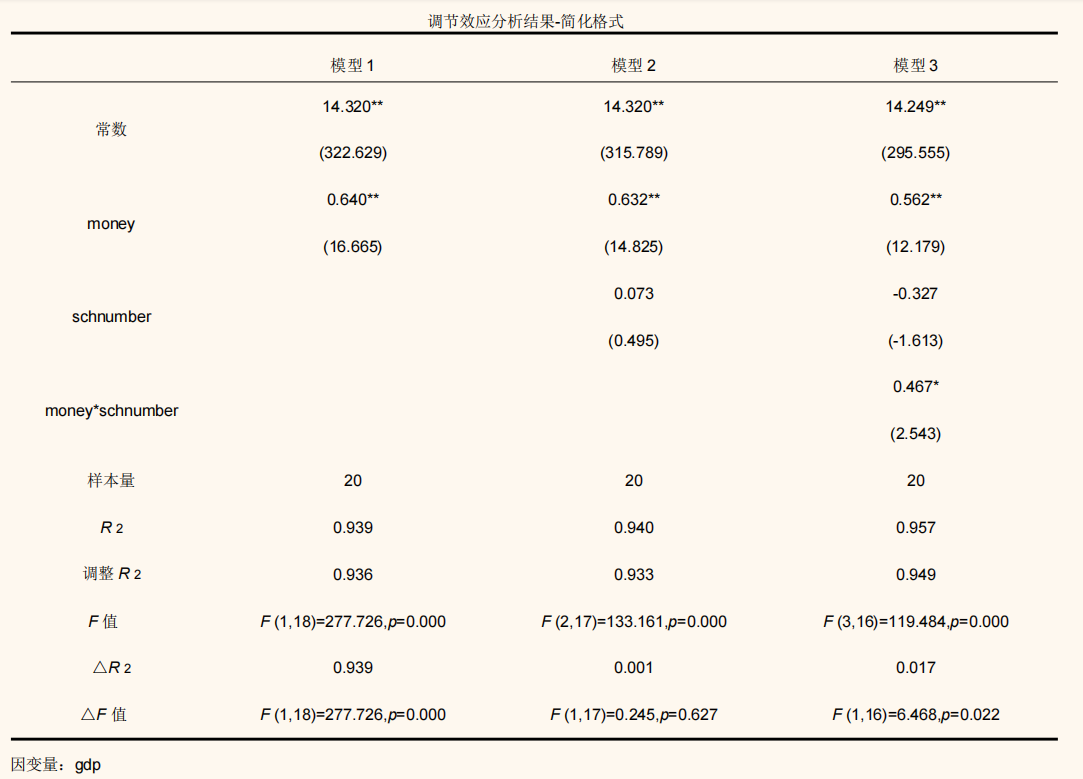 调节效应分析结果-简化格式
模型 1 模型 2 模型 3
常数
14.320** 14.320** 14.249**
(322.629) (315.789) (295.555)
money
0.640** 0.632** 0.562**
(16.665) (14.825) (12.179)
schnumber
0.073 -0.327
(0.495) (-1.613)
money*schnumber
0.467*
(2.543)
样本量 20 20 20
R 2 0.939 0.940 0.957
调整 R 2 0.936 0.933 0.949
F 值 F (1,18)=277.726,p=0.000 F (2,17)=133.161,p=0.000 F (3,16)=119.484,p=0.000
△R 2 0.939 0.001 0.017
△F 值 F (1,18)=277.726,p=0.000 F (1,17)=0.245,p=0.627 F (1,16)=6.468,p=0.022
因变量：gdp